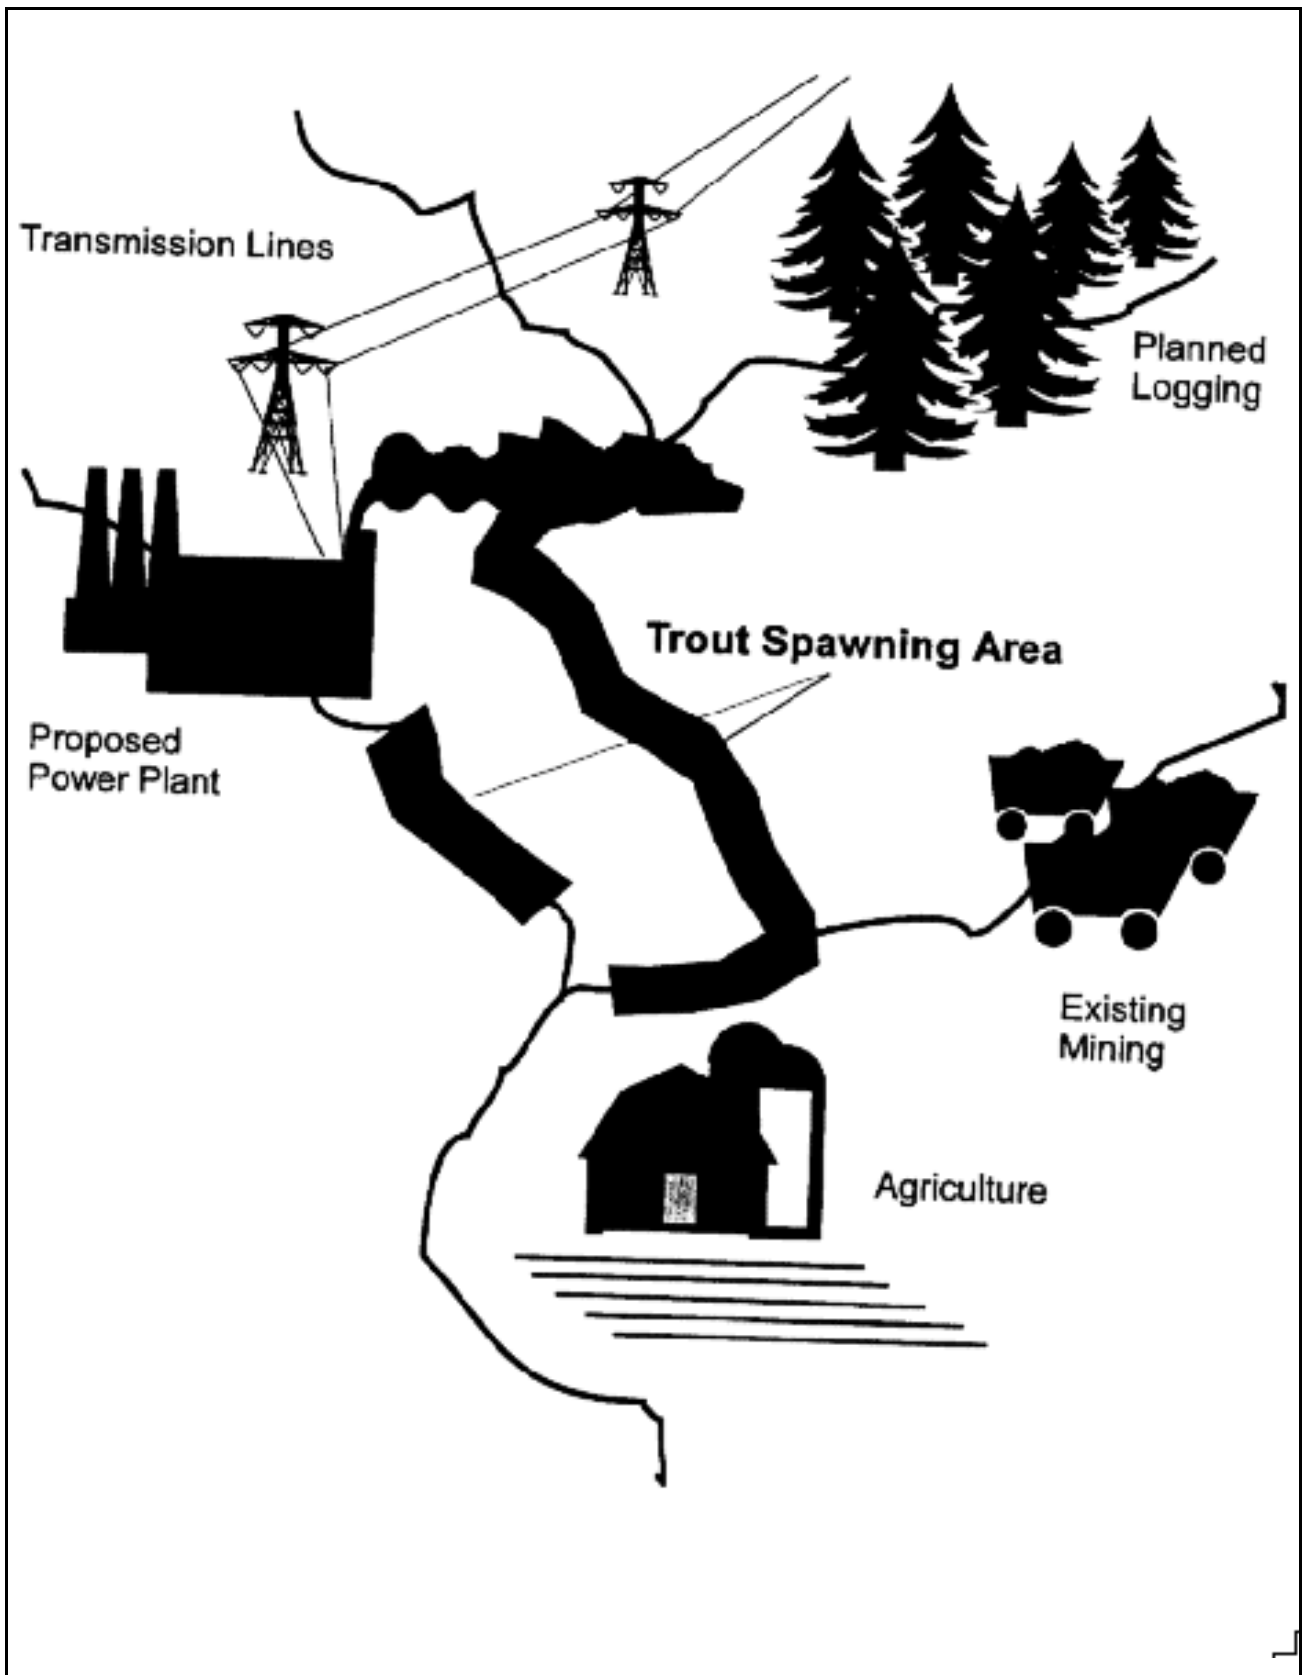 Transmission Lines
Planned
Logging
Trout Spawning Area
Proposed
Power Plant
Existing
Mining
Agriculture